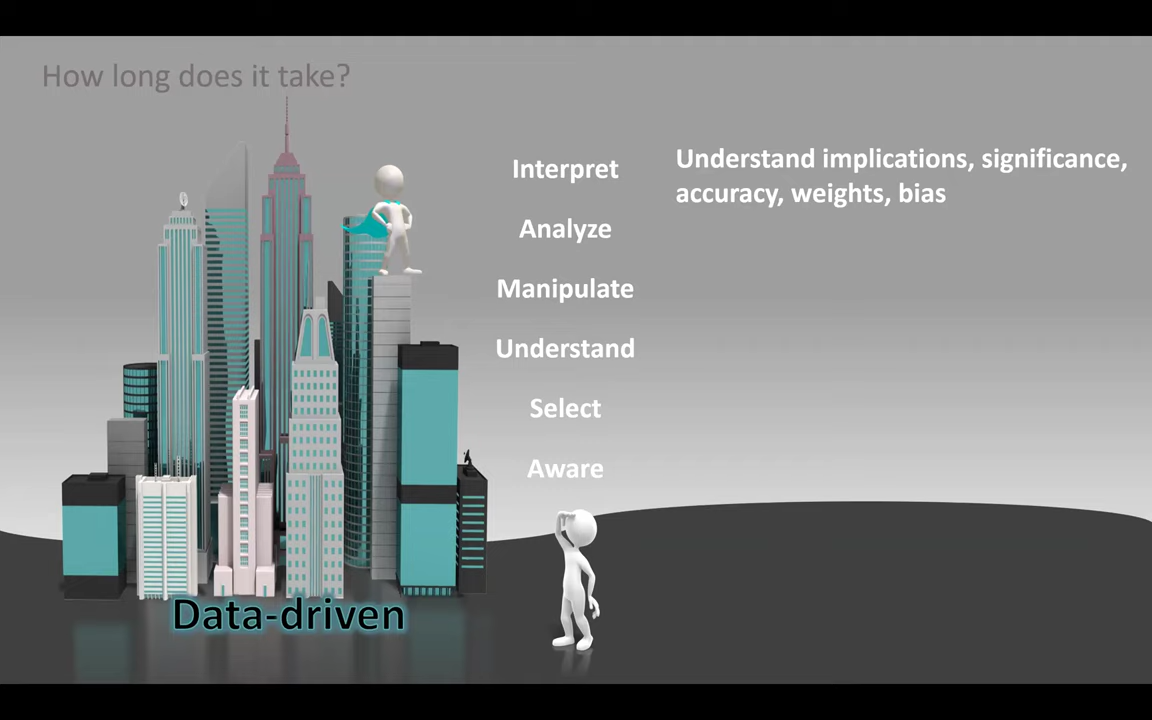 How long does it take?
Interpret
Understand implications, significance,
accuracy, weights, bias
Analyze
Manipulate
Understand
Select
Aware
Data-driven